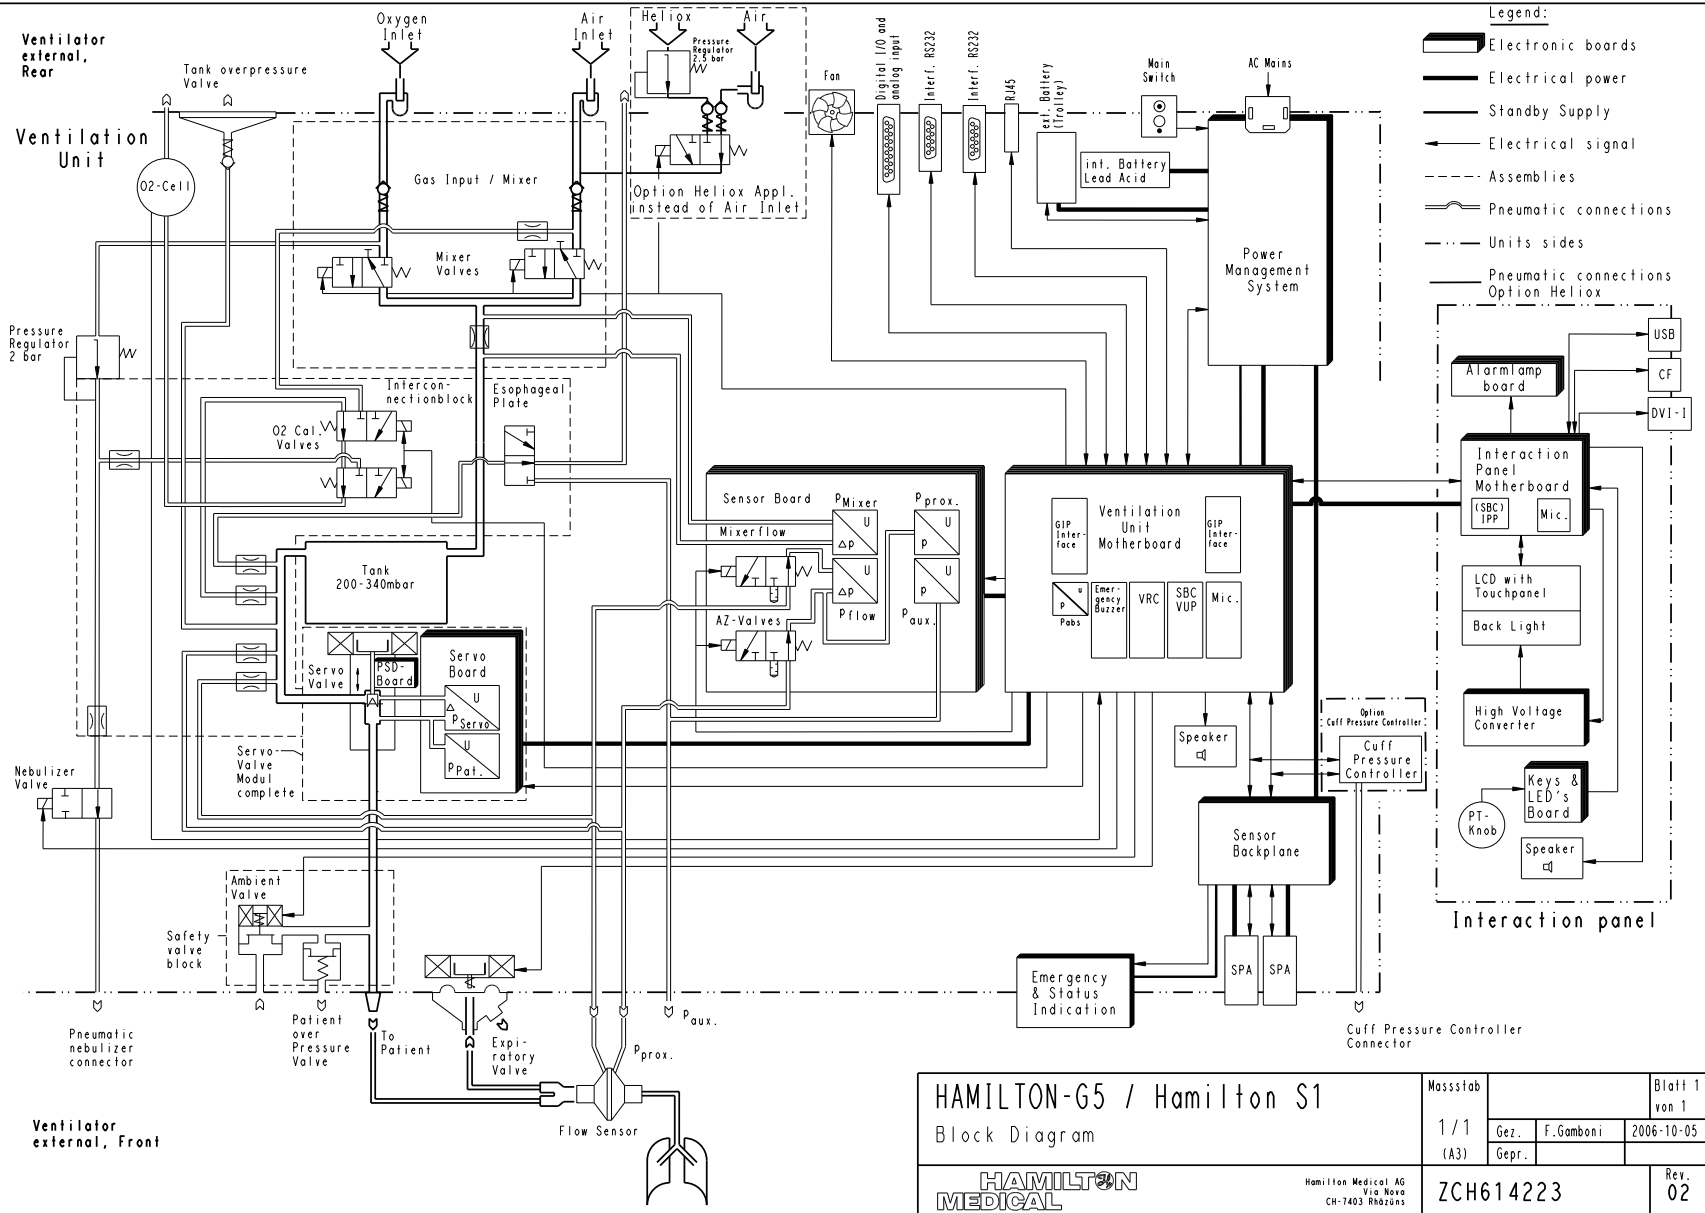 Ventilator
external,
Rear
Oxygen
Inlet
Air
Inlet
Heliox
Air
Pressure
Regulator
2.5 bar
Tank overpressure
Valve
Fan
Digital I/O and
analog input
Interf. RS232
Interf. RS232
RJ45
ext. Battery
(Trolley)
Main
Switch
AC Mains
Legend:
Electronic boards
Electrical power
Standby Supply
Electrical signal
Assemblies
Pneumatic connections
Units sides
Pneumatic connections
Option Heliox
Ventilation
Unit
O2-Cell
Gas Input / Mixer
Option Heliox Appl.
instead of Air Inlet
int. Battery
Lead Acid
Mixer
Valves
Power
Management
System
Pressure
Regulator
2 bar
Intercon-
nectionblock
Esophageal
Plate
O2 Cal.
Valves
USB
CF
DVI-I
Alarmlamp
board
Interaction
Panel
Motherboard
(SBC)
IPP
Mic.
Sensor Board
PMixer
U
Δp
Pprox.
U
p
Mixerflow
U
Δp
Pflow
U
p
Paux.
AZ-Valves
Ventilation
Unit
Motherboard
GIP
Inter-
face
GIP
Inter-
face
u
p
Pabs
Emer-
gency
Buzzer
VRC
SBC
VUP
Mic.
Tank
200-340mbar
LCD with
Touchpanel
Back Light
Servo
Valve
PSD-
Board
Servo
Board
U
Δ
PServo
U
PPat.
Servo-
Valve
Modul
complete
High Voltage
Converter
Option
Cuff Pressure Controller
Cuff
Pressure
Controller
Speaker
Nebulizer
Valve
Keys &
LED's
Board
PT-
Knob
Speaker
Sensor
Backplane
Ambient
Valve
Safety
valve
block
Interaction panel
SPA
SPA
Emergency
& Status
Indication
Pneumatic
nebulizer
connector
Patient
over
Pressure
Valve
To
Patient
Expi-
ratory
Valve
Pprox.
Paux.
Cuff Pressure Controller
Connector
Flow Sensor
Ventilator
external, Front
HAMILTON-G5 / Hamilton S1
Block Diagram
Massstab
1/1
(A3)
Blatt 1
von 1
Gez.
F.Gamboni
2006-10-05
Gepr.
HAMILTON
MEDICAL
Hamilton Medical AG
Via Nova
CH-7403 Rhäzüns
ZCH614223
Rev.
02